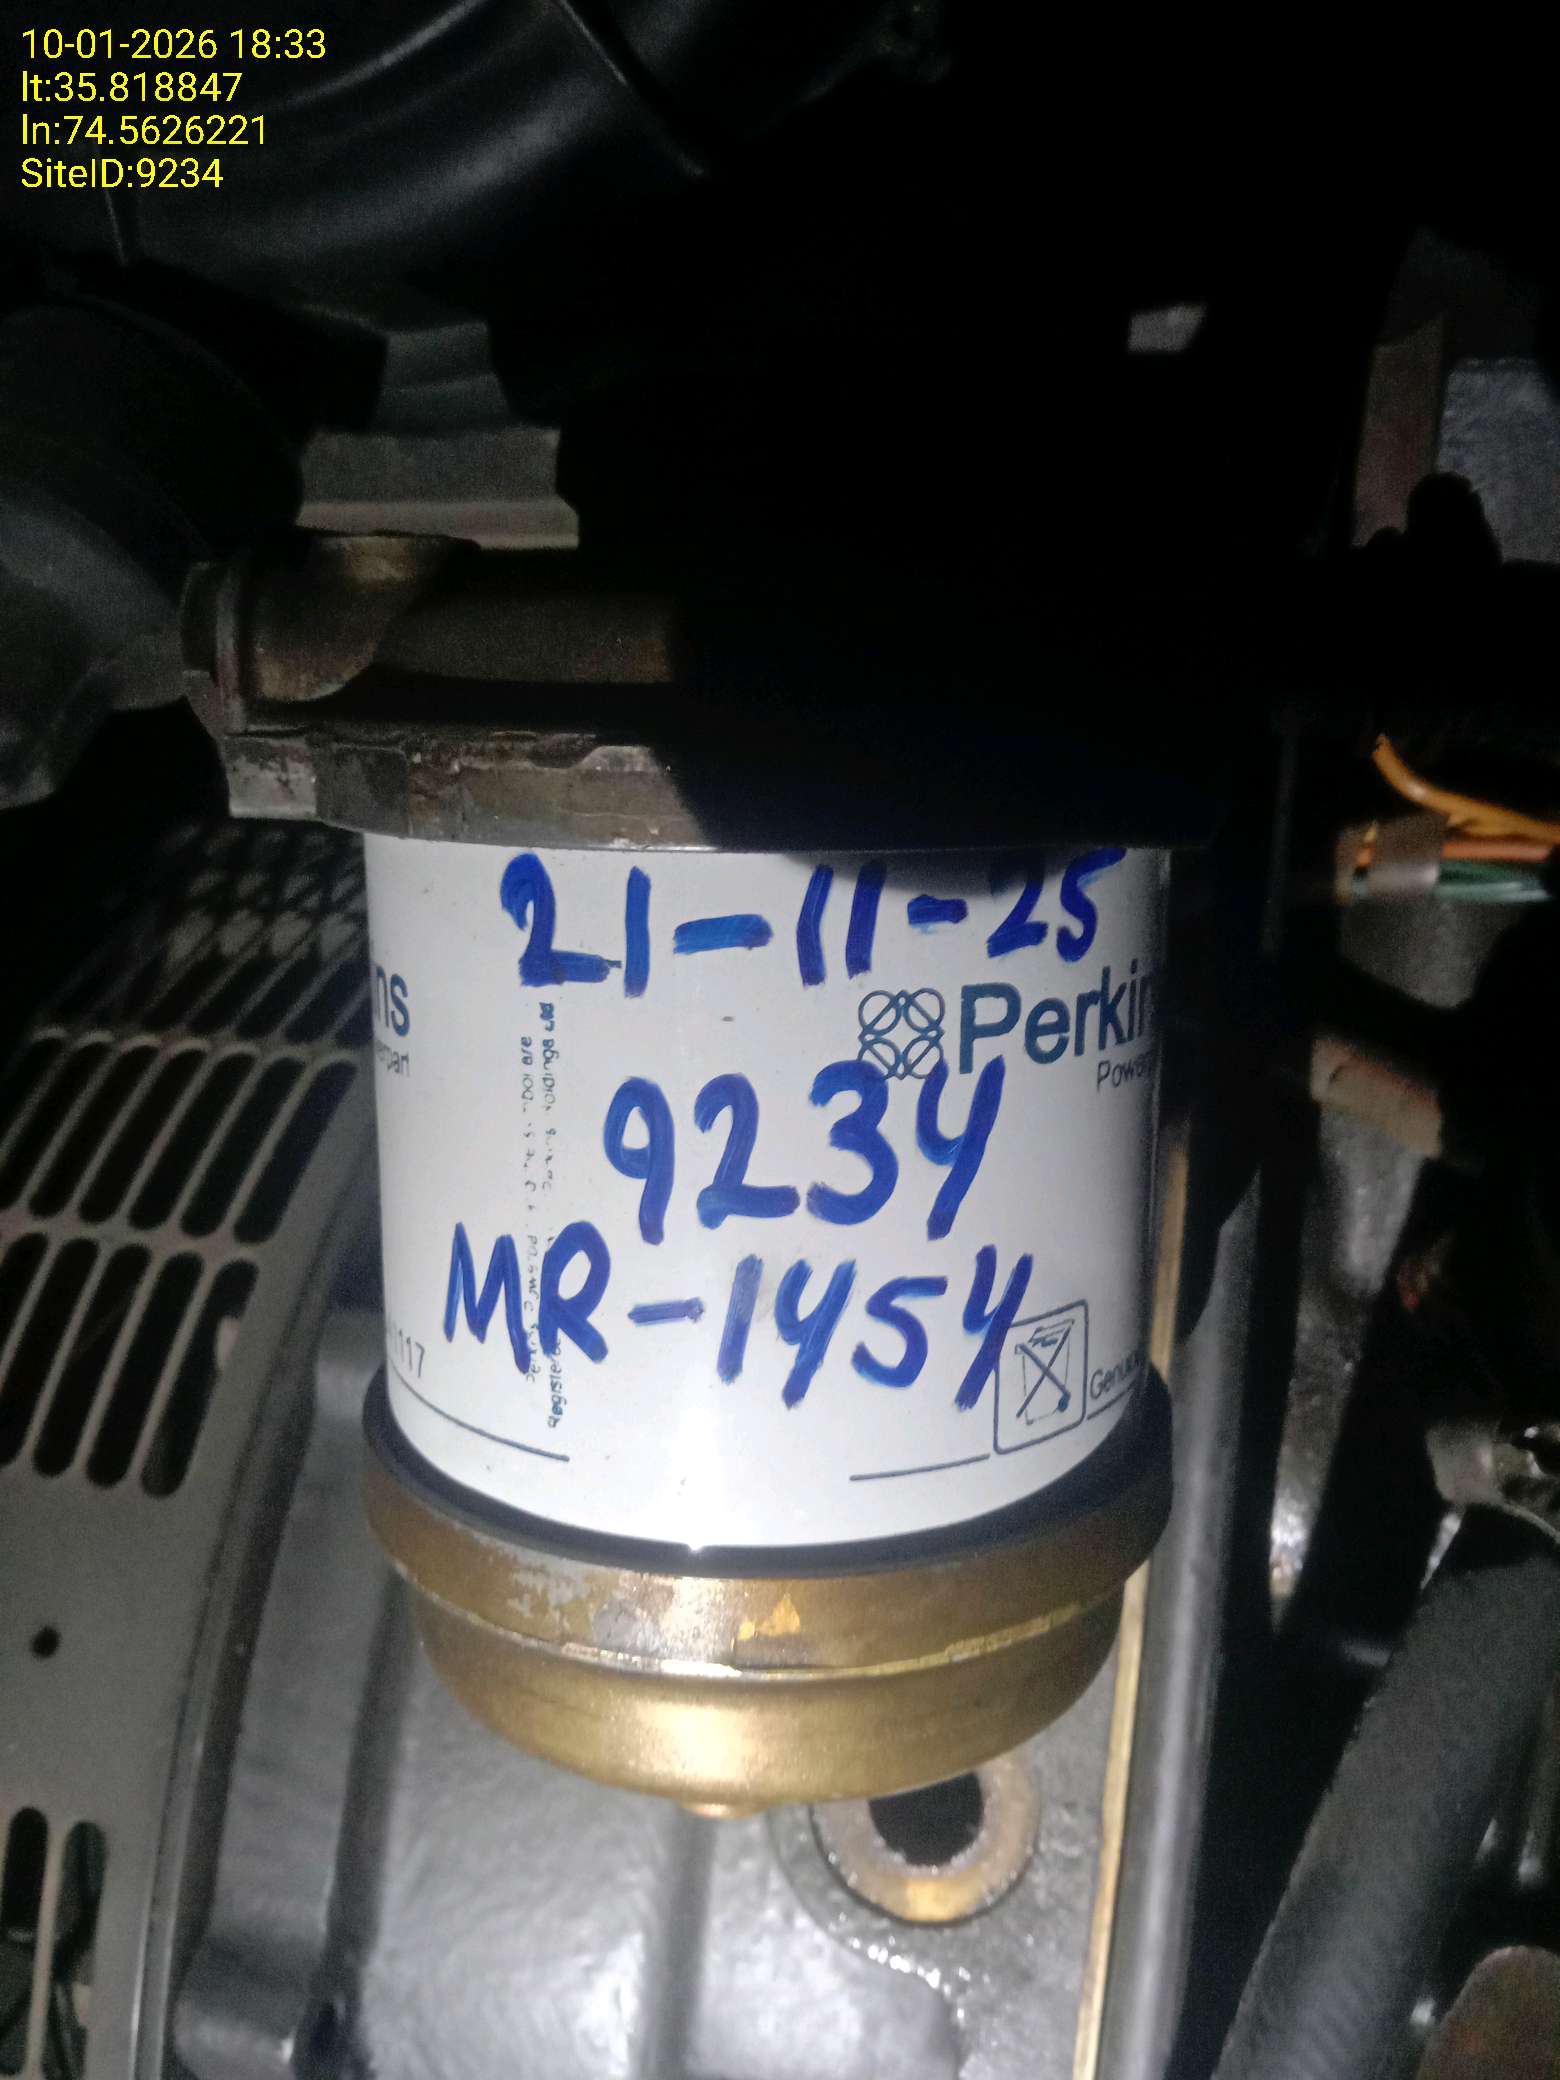 10-01-2026 18:33
lt:35.818847
ln:74.5626221
SiteID:9234
21-11-25
Perkin
9234
MR-1454
117